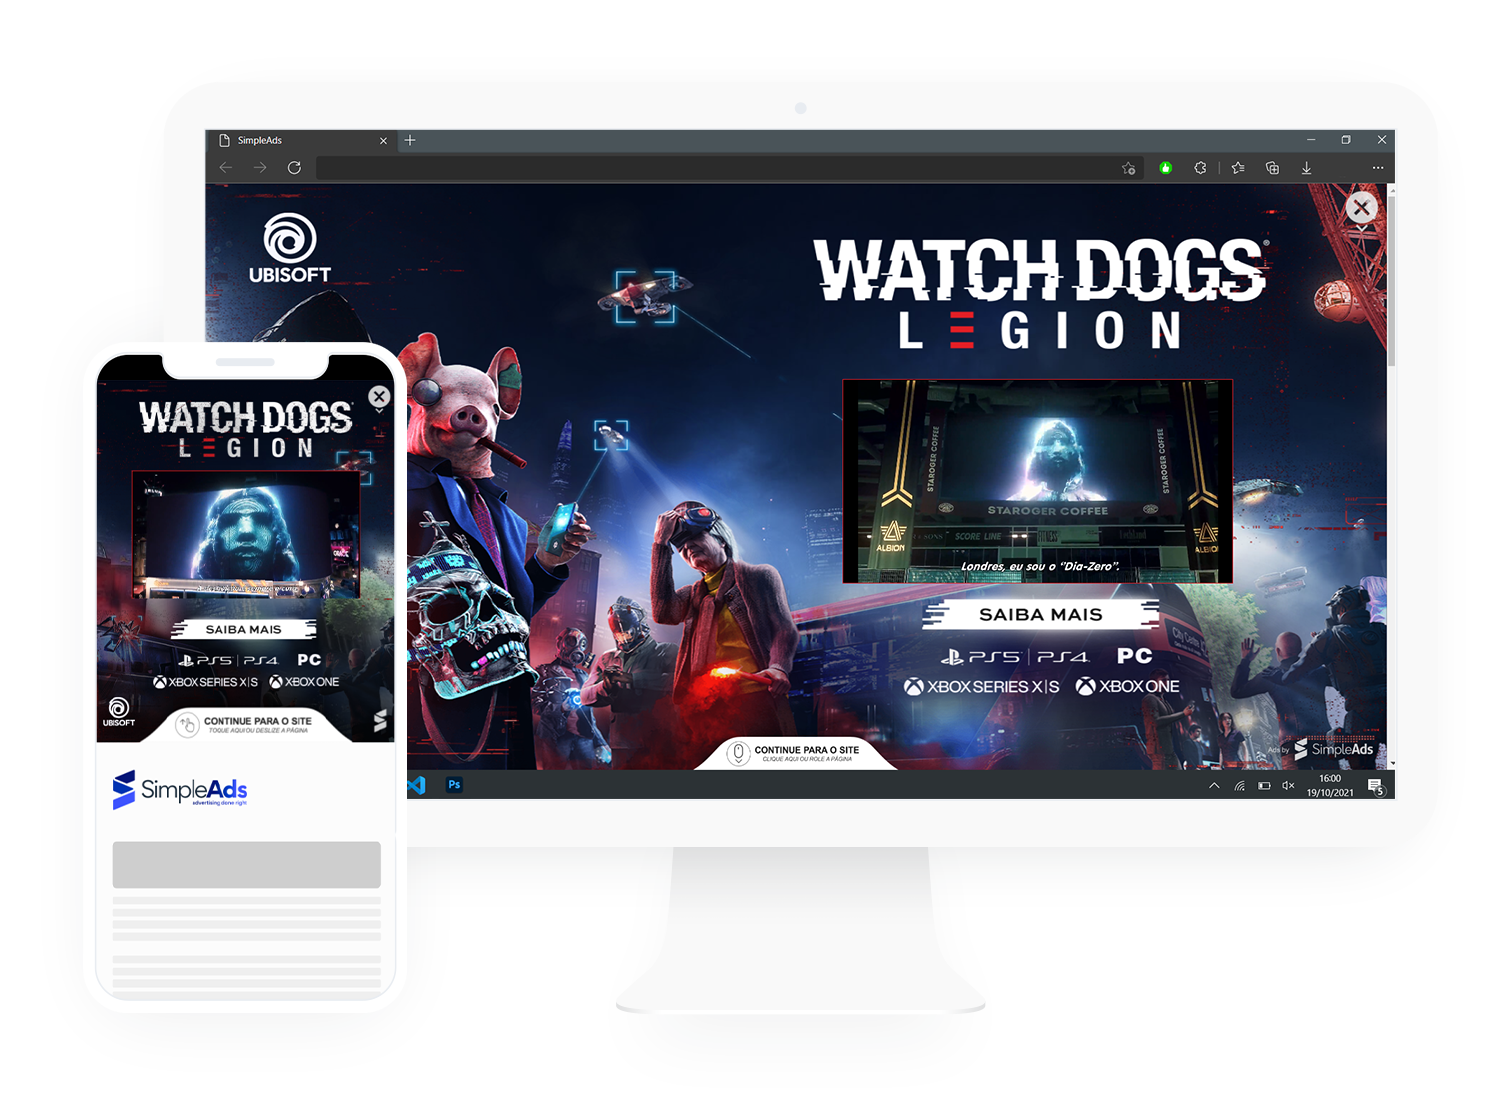 SimpleAds
UBISOFT
WATCH DOGS®
LEGION
STAROGER COFFEE
STAROGER COFFEE
STAROGER COFFEE
SCORE LINE
ALBION
ALBION
Londres, eu sou o "Dia-Zero".
SAIBA MAIS
PS5 | PS4 PC
XBOX SERIES X|S XBOX ONE
CONTINUE PARA O SITE
CLIQUE AQUI OU ROLE A PÁGINA
Ads by SimpleAds
Ps
16:00
19/10/2021
5
WATCH DOGS
LEGION
SAIBA MAIS
PS5 | PS4 PC
XBOX SERIES X|S XBOX ONE
UBISOFT
CONTINUE PARA O SITE
TOQUE AQUI OU DESLIZE A PÁGINA
SimpleAds
advertising done right